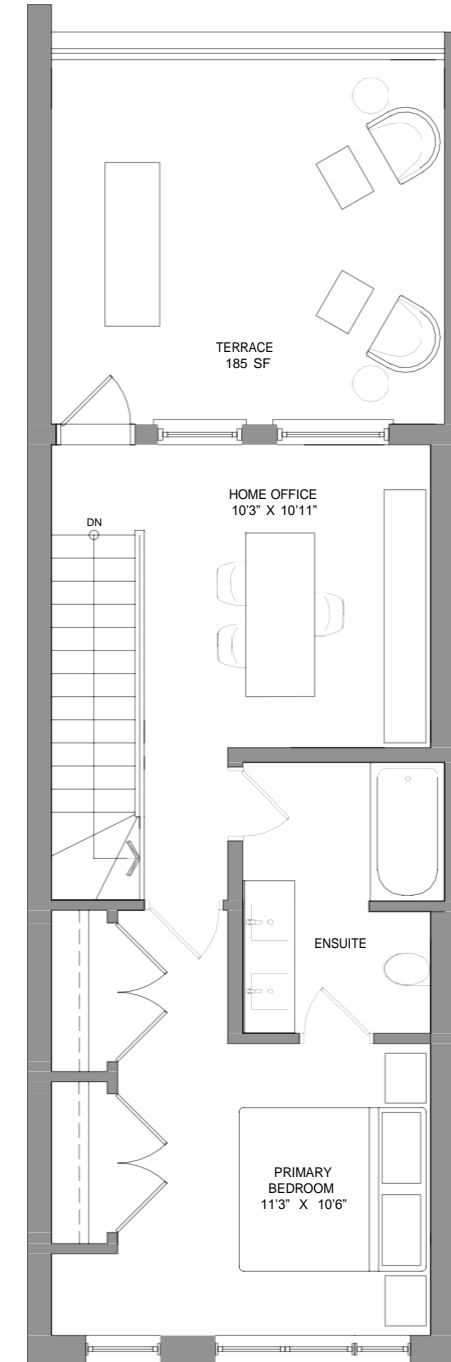 TERRACE
185 SF
HOME OFFICE
10'3" X 10'11"
DN
ENSUITE
PRIMARY
BEDROOM
11'3" X 10'6"